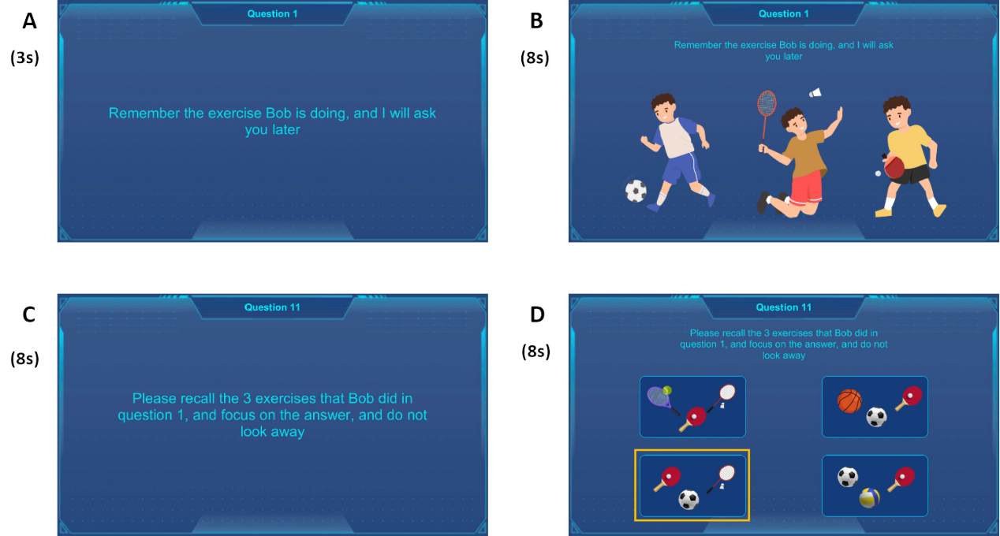 A
(3s)
Question 1
Remember the exercise Bob is doing, and I will ask
you later
B
(8s)
Question 1
Remember the exercise Bob is doing, and I will ask
you later
C
(8s)
Question 11
Please recall the 3 exercises that Bob did in
question 1, and focus on the answer, and do not
look away
D
(8s)
Question 11
Please recall the 3 exercises that Bob did in
question 1, and focus on the answer, and do not
look away